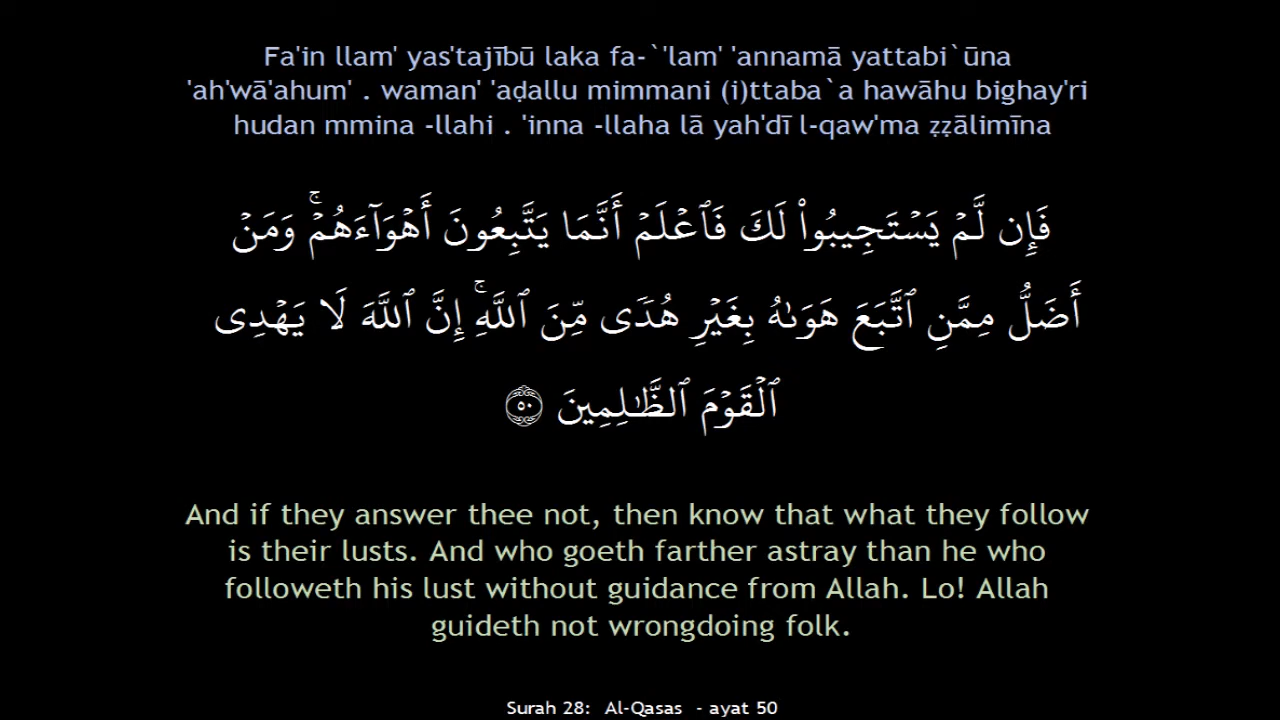 Fa'in llam' yas'tajībū laka fa-`'lam' 'annamā yattabi`ūna
'ah'wā'ahum' . waman' 'aḍallu mimmani (i)ttaba`a hawāhu bighay'ri
hudan mmina -llahi . 'inna -llaha lā yah'dī l-qaw'ma ẓẓālimīna
فَإِن لَّمۡ يَسۡتَجِيبُواْ لَكَ فَٱعۡلَمۡ أَنَّمَا يَتَّبِعُونَ أَهۡوَآءَهُمۡۚ وَمَنۡ
أَضَلُّ مِمَّنِ ٱتَّبَعَ هَوَىٰهُ بِغَيۡرِ هُدٗى مِّنَ ٱللَّهِۚ إِنَّ ٱللَّهَ لَا يَهۡدِى
ٱلۡقَوۡمَ ٱلظَّٰلِمِينَ ٥٠
And if they answer thee not, then know that what they follow
is their lusts. And who goeth farther astray than he who
followeth his lust without guidance from Allah. Lo! Allah
guideth not wrongdoing folk.
Surah 28: Al-Qasas - ayat 50